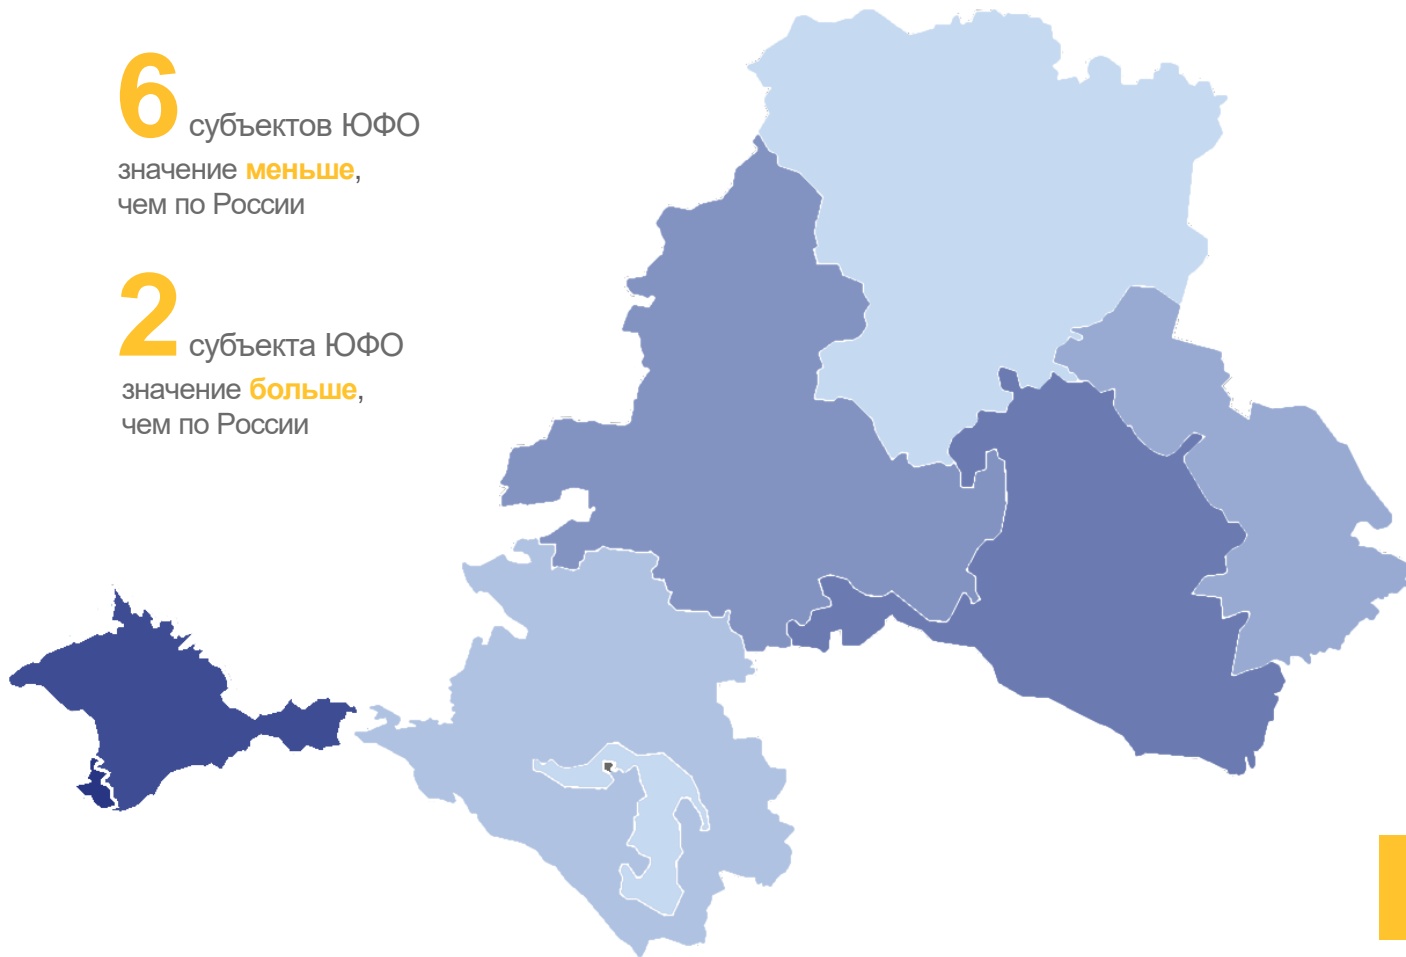 6 субъектов ЮФО
значение меньше,
чем по России
2 субъекта ЮФО
значение больше,
чем по России